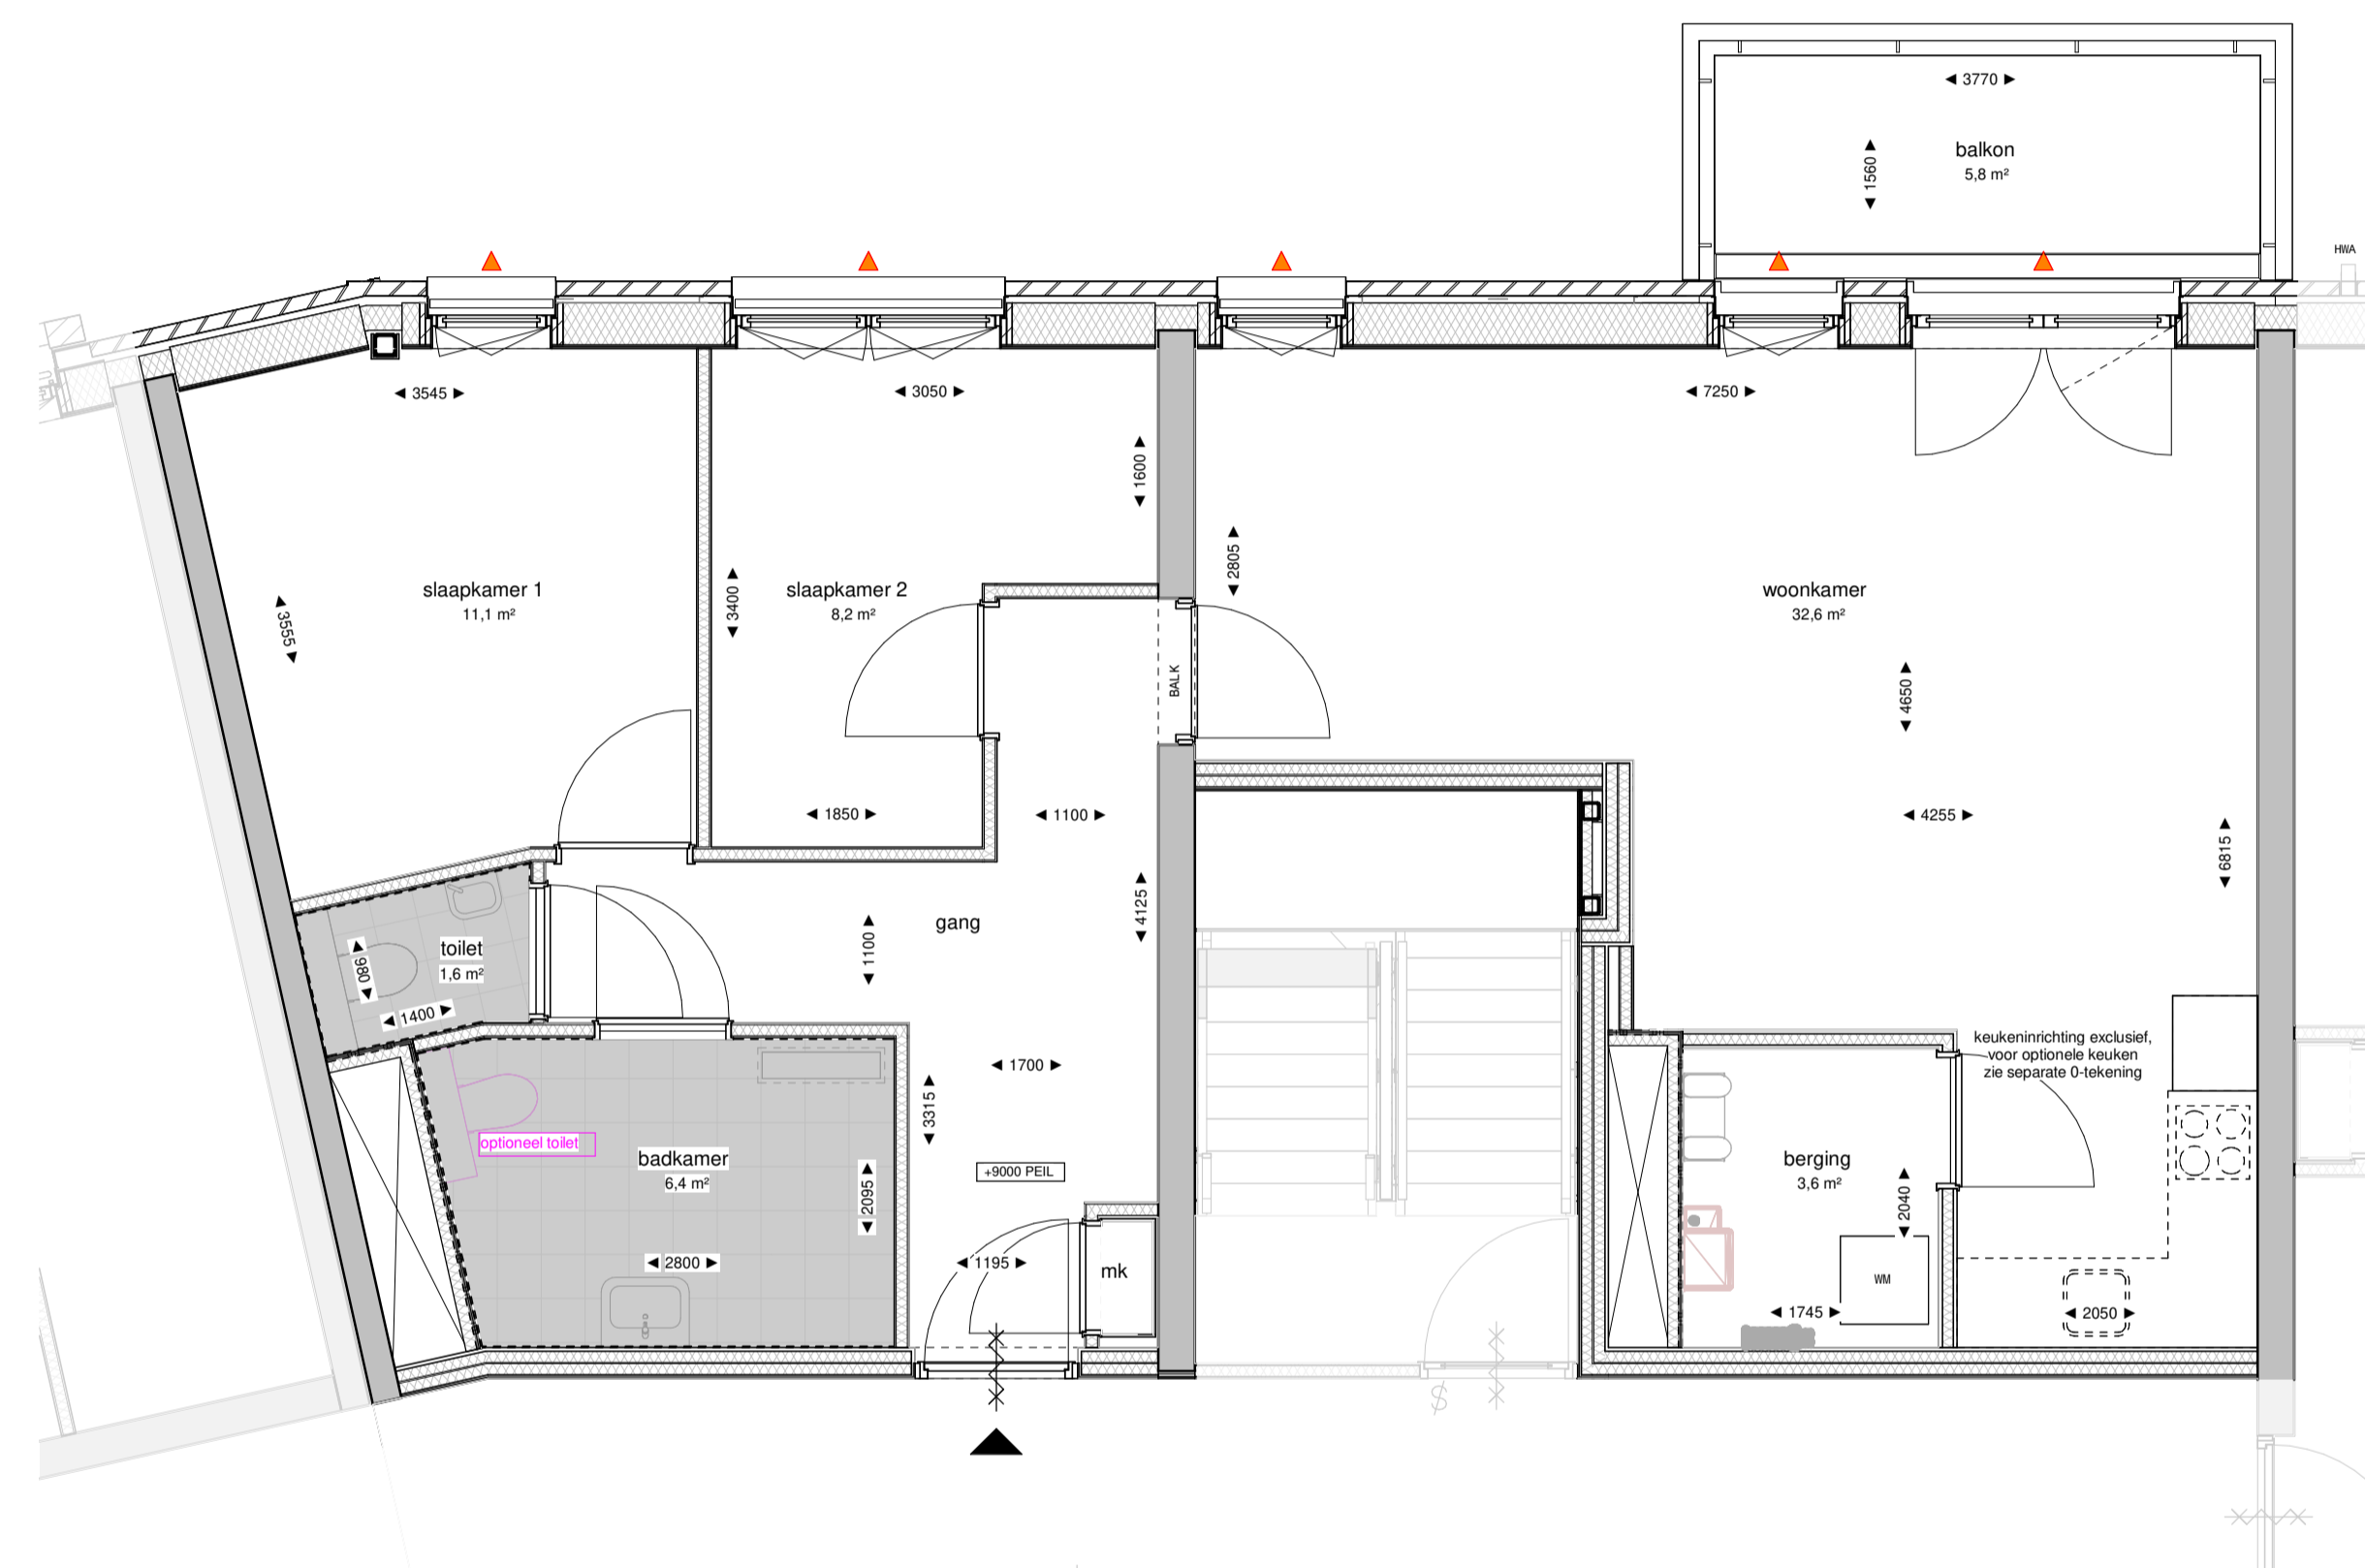 ◄ 3770 ►
balkon
5,8 m²
◄ 1560 ►
HWA
◄ 3545 ►
◄ 3050 ►
◄ 7250 ►
◄ 1600 ►
◄ 2805 ►
slaapkamer 1
11,1 m²
◄ 3555 ►
◄ 3400 ►
slaapkamer 2
8,2 m²
woonkamer
32,6 m²
BALK
◄ 4650 ►
◄ 1850 ►
◄ 1100 ►
◄ 4255 ►
◄ 6815 ►
◄ 4125 ►
gang
◄ 1100 ►
toilet
1,6 m²
◄ 980 ►
◄ 1400 ►
◄ 1700 ►
keukeninrichting exclusief,
voor optionele keuken
zie separate 0-tekening
◄ 3315 ►
optioneel toilet
badkamer
6,4 m²
◄ 2095 ►
+9000 PEIL
berging
3,6 m²
◄ 2040 ►
◄ 2800 ►
◄ 1195 ►
mk
WM
◄ 1745 ►
◄ 2050 ►
$